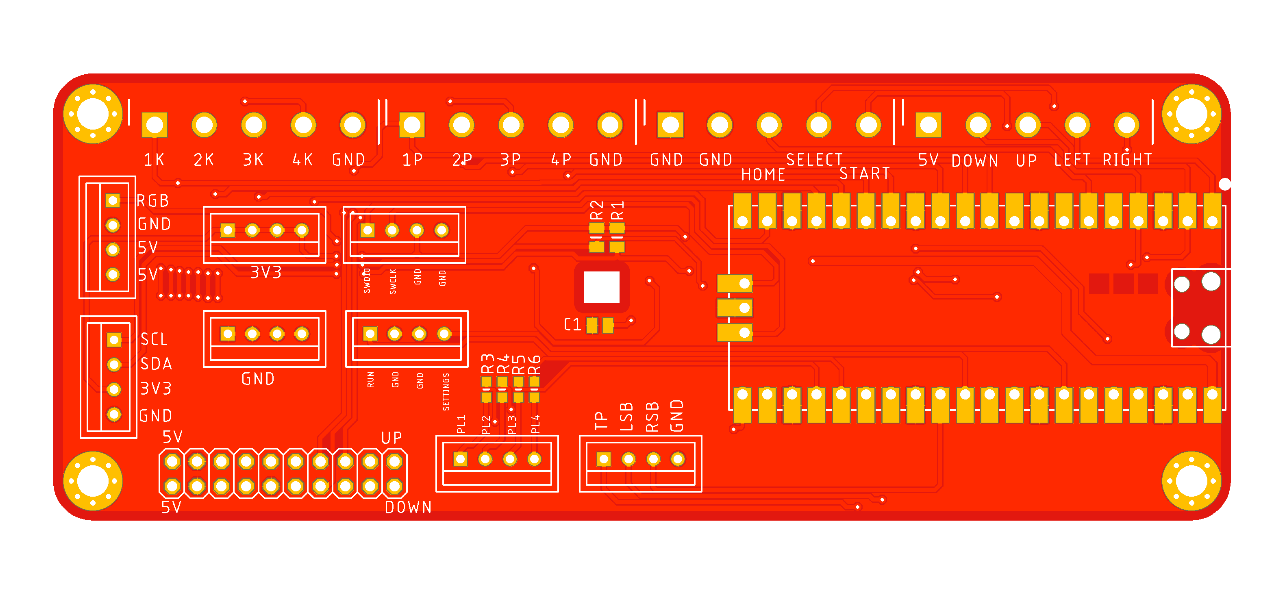 1K 2K 3K 4K GND 1P 2P 3P 4P GND GND GND SELECT 5V DOWN UP LEFT RIGHT
HOME START
RGB
GND
5V
5V
3V3
SWDIO SWCLK GND GND
R2 R1
C1
SCL
SDA
3V3
GND
GND
RUN GND GND SETTINGS
R3 R4 R5 R6
PL1 PL2 PL3 PL4
TP LSB RSB GND
5V UP
5V DOWN